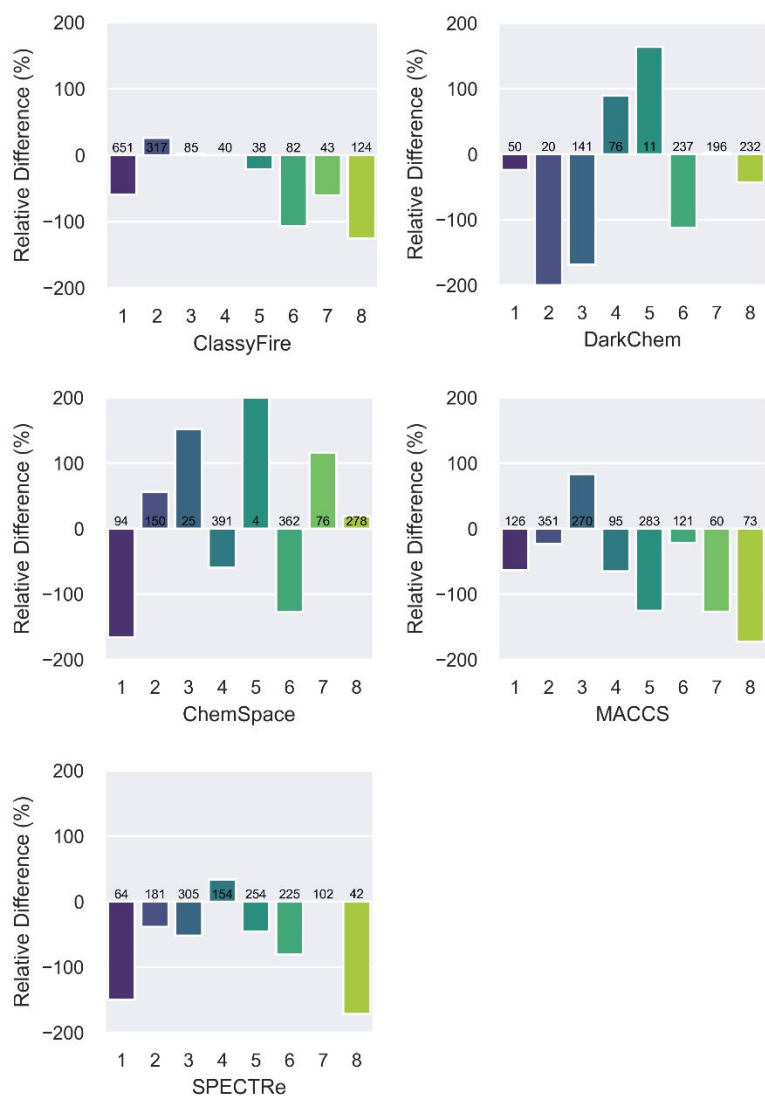 200
100
0
−100
−200
Relative Difference (%)
651 317 85 40 38 82 43 124
1 2 3 4 5 6 7 8
ClassyFire
200
100
0
−100
−200
Relative Difference (%)
50 20 141 76 11 237 196 232
1 2 3 4 5 6 7 8
DarkChem
200
100
0
−100
−200
Relative Difference (%)
94 150 25 391 4 362 76 278
1 2 3 4 5 6 7 8
ChemSpace
200
100
0
−100
−200
Relative Difference (%)
126 351 270 95 283 121 60 73
1 2 3 4 5 6 7 8
MACCS
200
100
0
−100
−200
Relative Difference (%)
64 181 305 154 254 225 102 42
1 2 3 4 5 6 7 8
SPECTRe